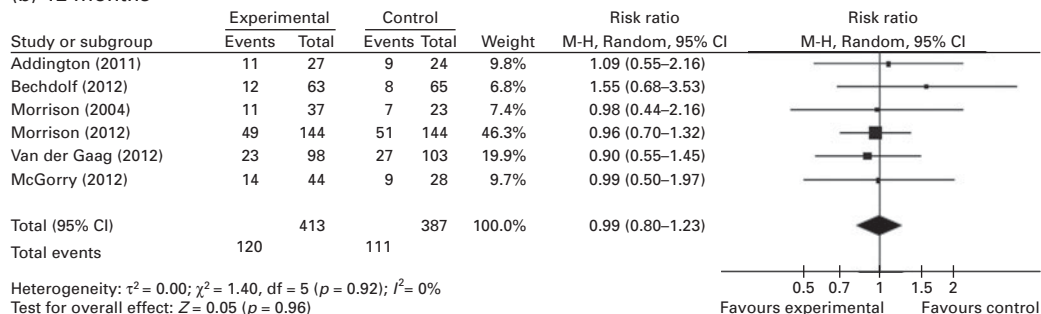 (b) 12 months
Experimental Control Risk ratio Risk ratio
Study or subgroup Events Total Events Total Weight M-H, Random, 95% CI M-H, Random, 95% CI
Addington (2011) 11 27 9 24 9.8% 1.09 (0.55–2.16)
Bechdolf (2012) 12 63 8 65 6.8% 1.55 (0.68–3.53)
Morrison (2004) 11 37 7 23 7.4% 0.98 (0.44–2.16)
Morrison (2012) 49 144 51 144 46.3% 0.96 (0.70–1.32)
Van der Gaag (2012) 23 98 27 103 19.9% 0.90 (0.55–1.45)
McGorry (2012) 14 44 9 28 9.7% 0.99 (0.50–1.97)
Total (95% CI) 413 387 100.0% 0.99 (0.80–1.23)
Total events 120 111
Heterogeneity: τ² = 0.00; χ² = 1.40, df = 5 (p = 0.92); I² = 0%
Test for overall effect: Z = 0.05 (p = 0.96)
0.5 0.7 1 1.5 2
Favours experimental Favours control